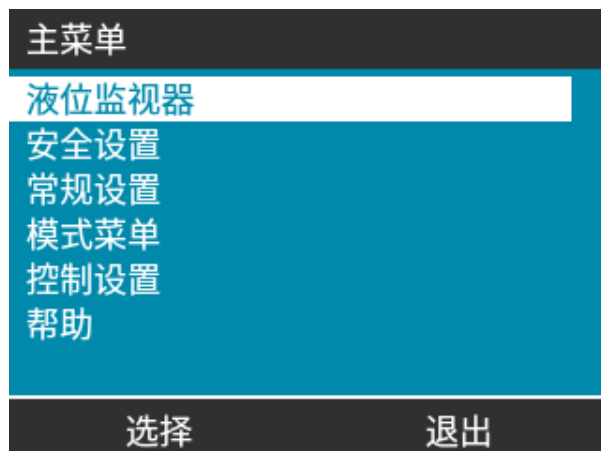 主菜单
液位监视器
安全设置
常规设置
模式菜单
控制设置
帮助
选择 退出